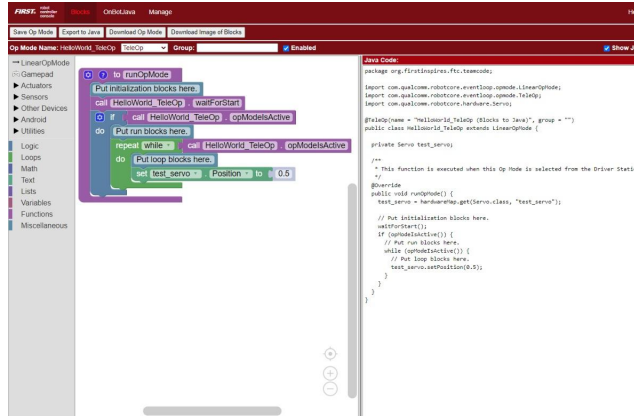 FIRST. robot controller console
Blocks OnBotJava Manage
Save Op Mode Export to Java Download Op Mode Download Image of Blocks
Op Mode Name: HelloWorld_TeleOp TeleOp Group: Enabled
Show J
LinearOpMode
Gamepad
Actuators
Sensors
Other Devices
Android
Utilities
Logic
Loops
Math
Text
Lists
Variables
Functions
Miscellaneous
to runOpMode
Put initialization blocks here.
call HelloWorld_TeleOp . waitForStart
if call HelloWorld_TeleOp . opModeIsActive
do Put run blocks here.
repeat while call HelloWorld_TeleOp . opModeIsActive
do Put loop blocks here.
set test_servo . Position to 0.5
Java Code:
package org.firstinspires.ftc.teamcode;
import com.qualcomm.robotcore.eventloop.opmode.LinearOpMode;
import com.qualcomm.robotcore.eventloop.opmode.TeleOp;
import com.qualcomm.robotcore.hardware.Servo;
@TeleOp(name = "HelloWorld_TeleOp (Blocks to Java)", group = "")
public class HelloWorld_TeleOp extends LinearOpMode {
private Servo test_servo;
/**
* This function is executed when this Op Mode is selected from the Driver Stati
*/
@Override
public void runOpMode() {
test_servo = hardwareMap.get(Servo.class, "test_servo");
// Put initialization blocks here.
waitForStart();
if (opModeIsActive()) {
// Put run blocks here.
while (opModeIsActive()) {
// Put loop blocks here.
test_servo.setPosition(0.5);
}
}
}
}